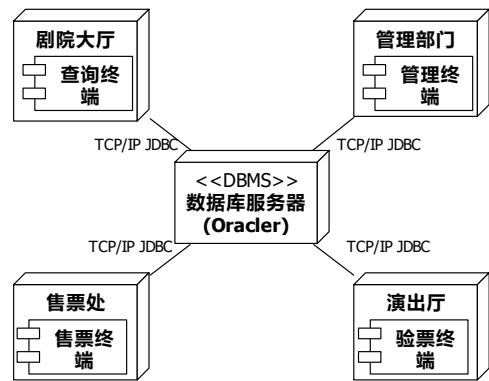 剧院大厅
查询终
端
管理部门
管理终
端
TCP/IP JDBC
TCP/IP JDBC
<<DBMS>>
数据库服务器
(Oracler)
TCP/IP JDBC
TCP/IP JDBC
售票处
售票终
端
演出厅
验票终
端